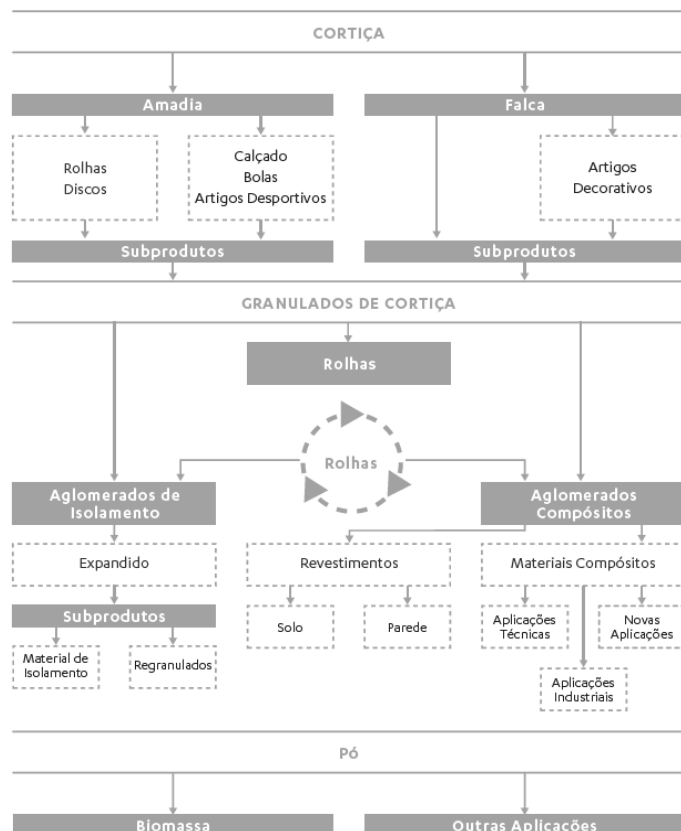 CORTIÇA
Amadia
Falca
Rolhas
Discos
Calçado
Bolas
Artigos Desportivos
Artigos
Decorativos
Subprodutos
Subprodutos
GRANULADOS DE CORTIÇA
Rolhas
Rolhas
Aglomerados de
Isolamento
Aglomerados
Compósitos
Expandido
Revestimentos
Materiais Compósitos
Subprodutos
Solo
Parede
Aplicações
Técnicas
Novas
Aplicações
Material de
Isolamento
Regranulados
Aplicações
Industriais
Pó
Biomassa
Outras Aplicações